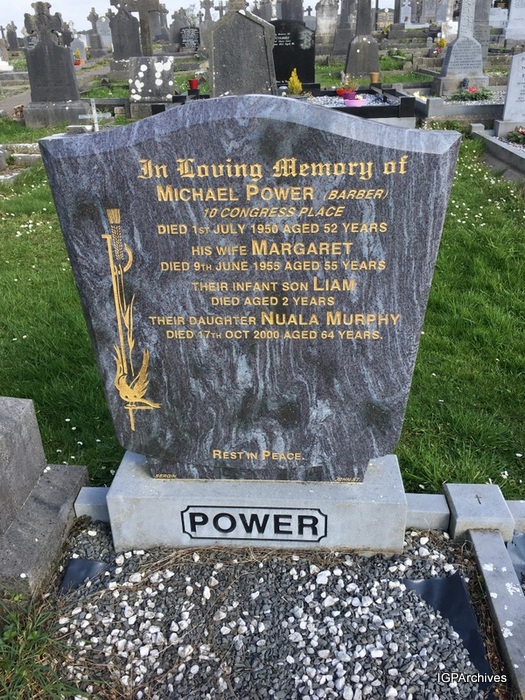 In Loving Memory of
MICHAEL POWER (BARBER)
10 CONGRESS PLACE
DIED 1ST JULY 1950 AGED 52 YEARS
HIS WIFE MARGARET
DIED 9TH JUNE 1955 AGED 55 YEARS
THEIR INFANT SON LIAM
DIED AGED 2 YEARS
THEIR DAUGHTER NUALA MURPHY
DIED 17TH OCT 2000 AGED 64 YEARS.
REST IN PEACE.
POWER
IGPArchives